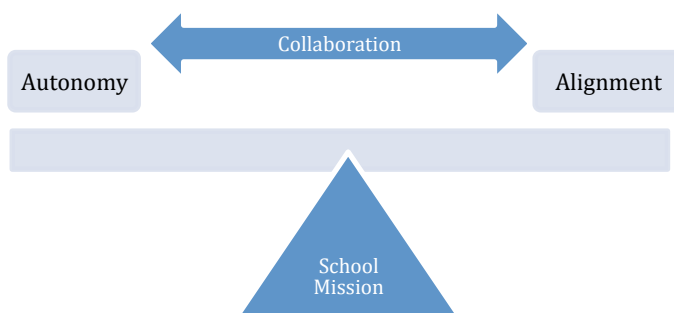 Collaboration
Autonomy
Alignment
School
Mission